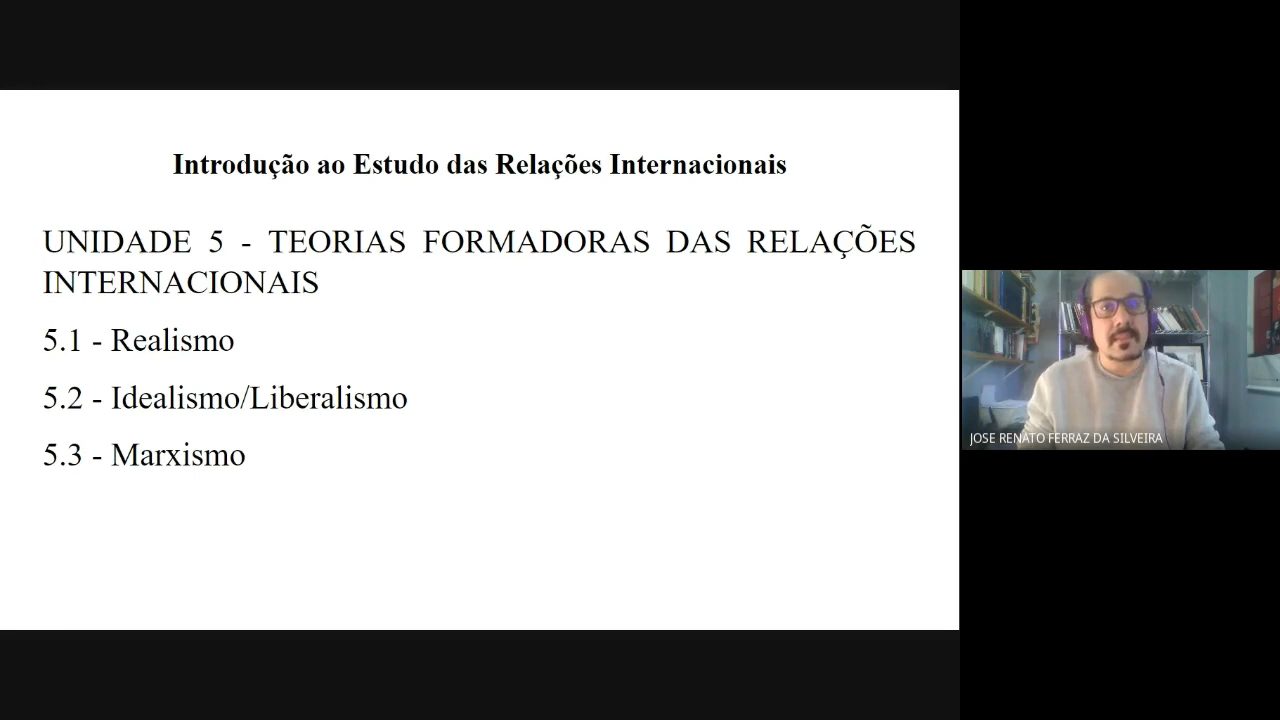 Introdução ao Estudo das Relações Internacionais
UNIDADE 5 - TEORIAS FORMADORAS DAS RELAÇÕES
INTERNACIONAIS
5.1 - Realismo
5.2 - Idealismo/Liberalismo
5.3 - Marxismo
JOSE RENATO FERRAZ DA SILVEIRA